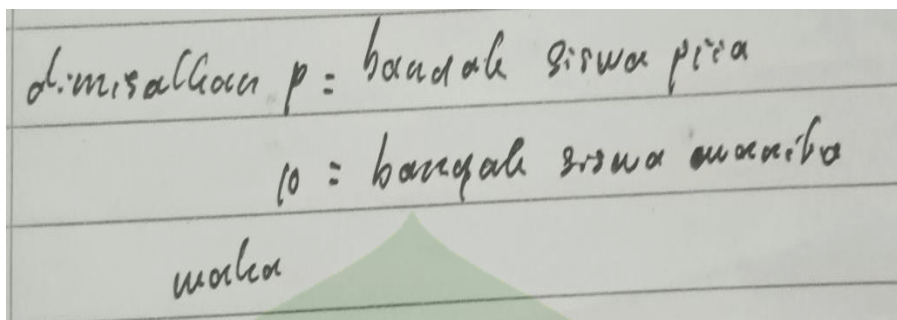 dimisalkan p = banyak siswa pria
w = banyak siswa wanita
maka